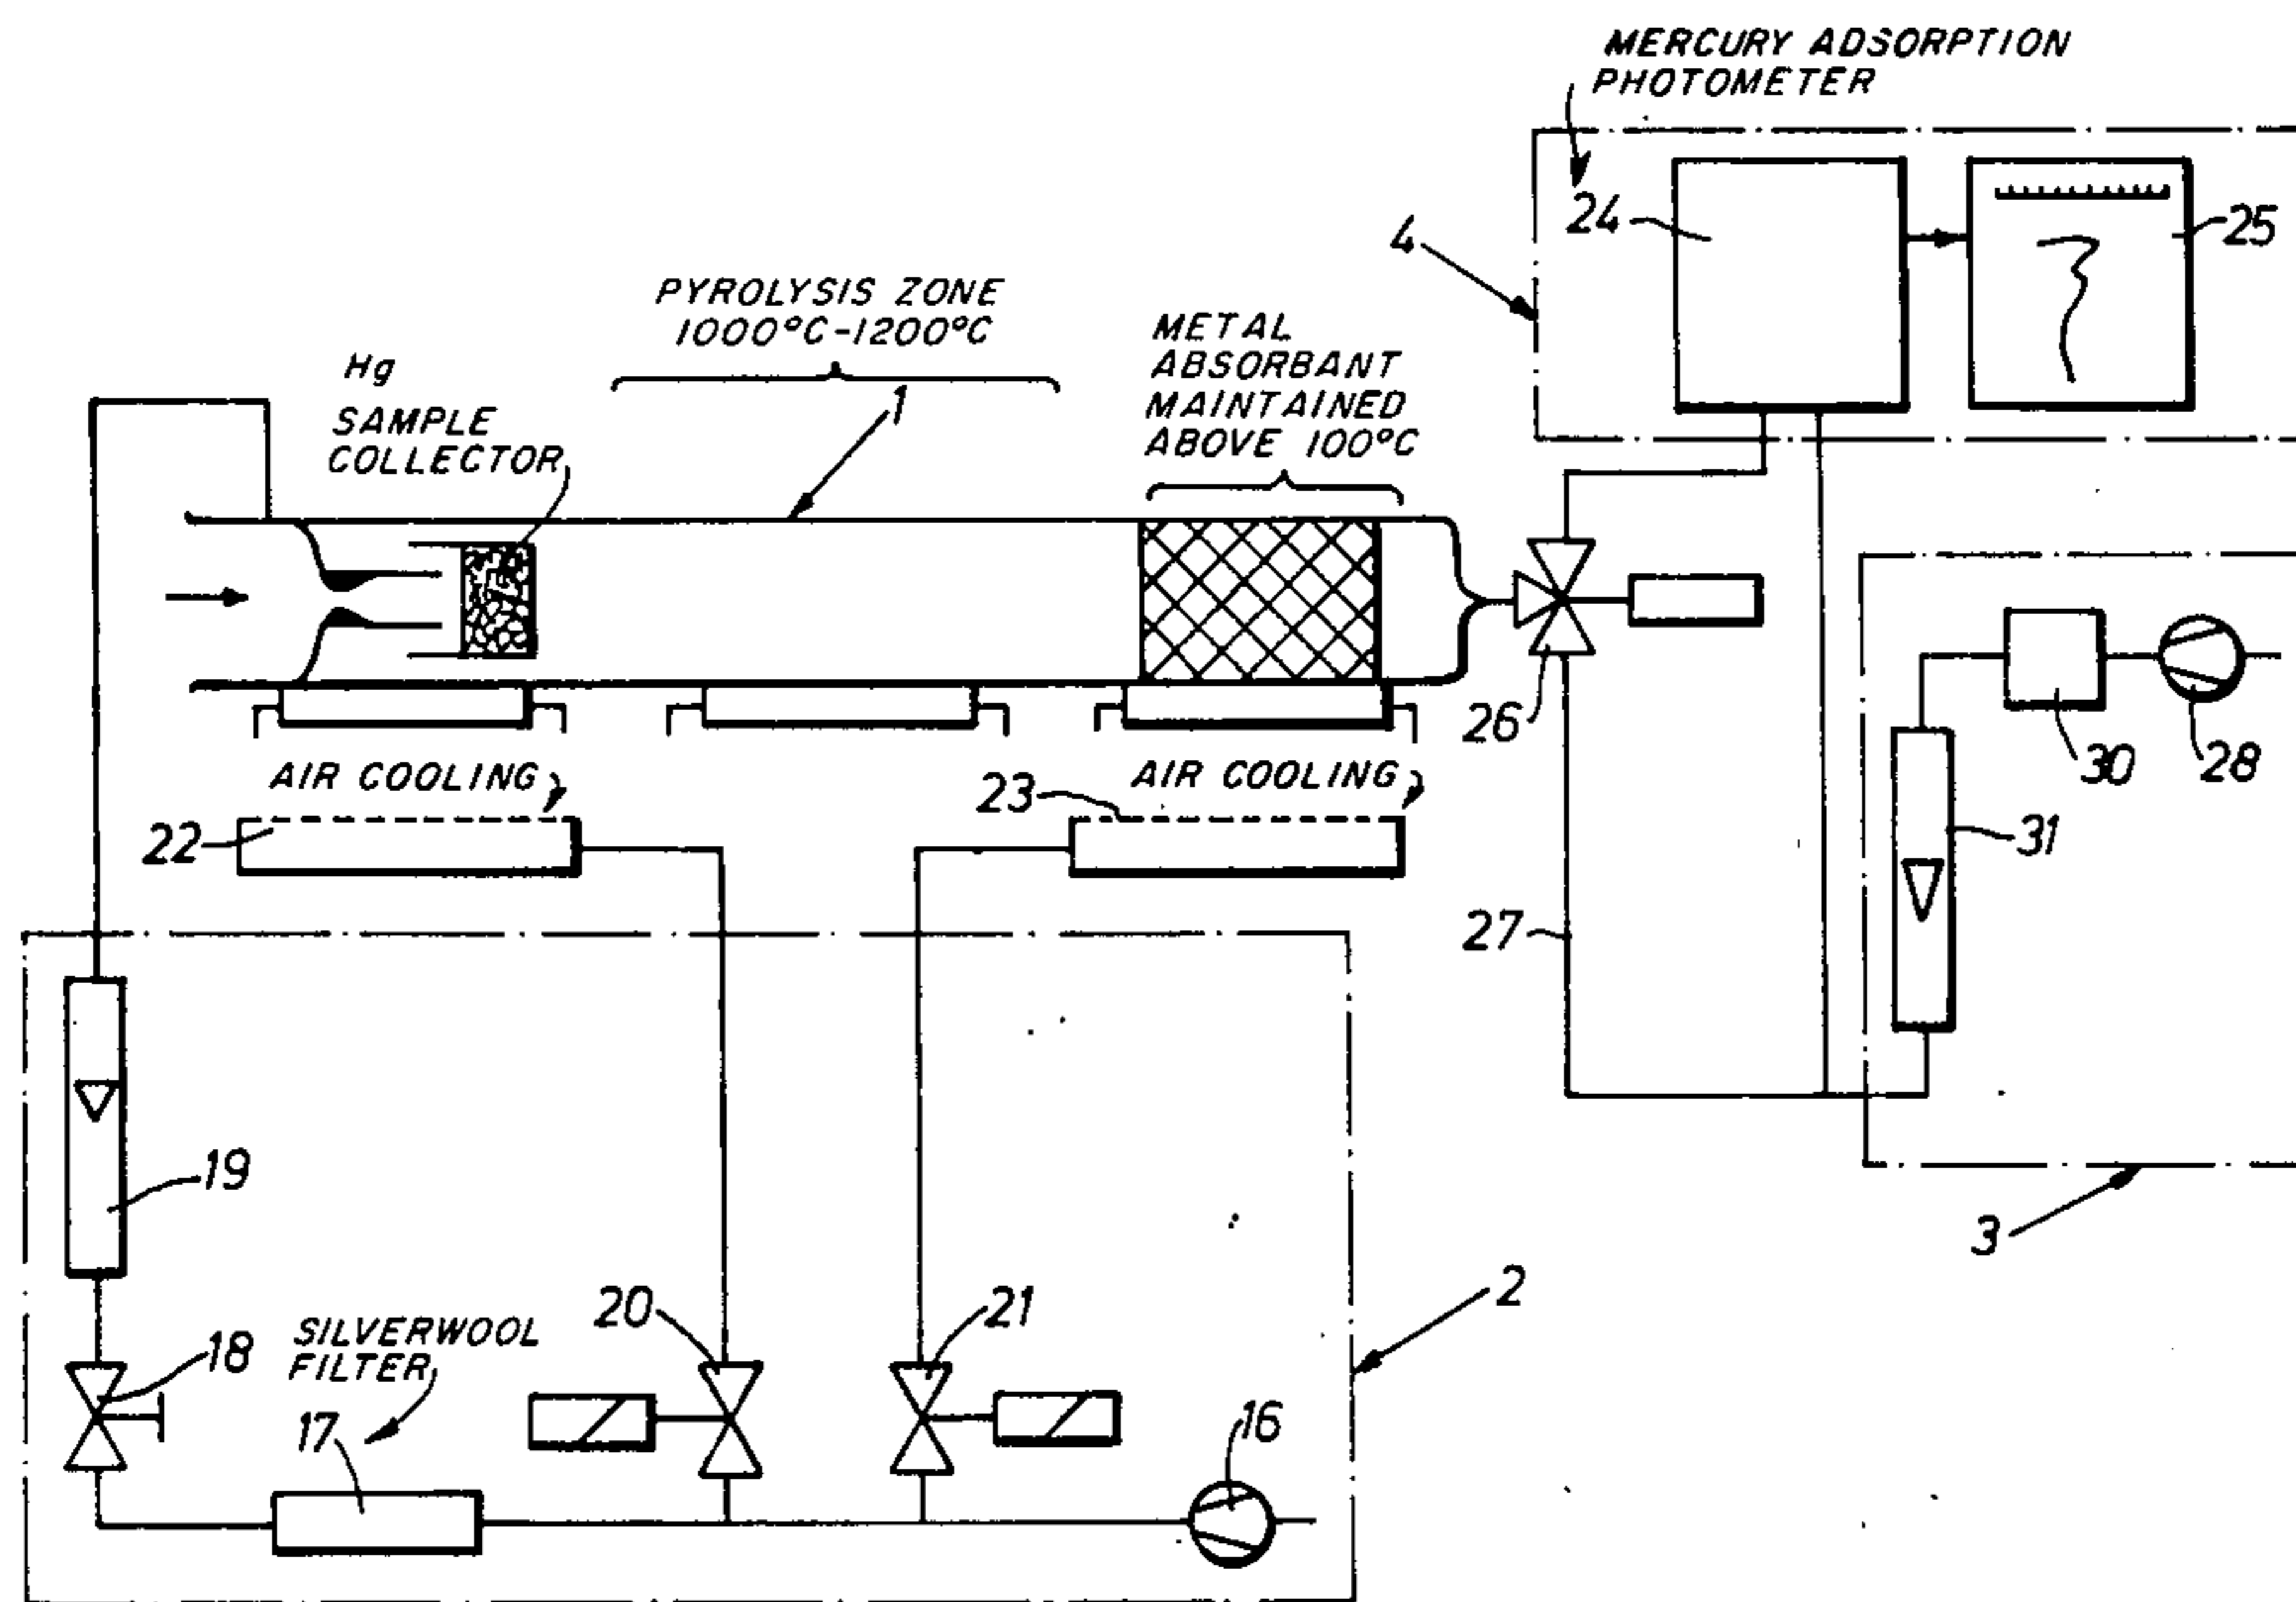 MERCURY ADSORPTION
PHOTOMETER
24
25
4
PYROLYSIS ZONE
1000°C-1200°C
1
METAL
ABSORBANT
MAINTAINED
ABOVE 100°C
Hg
SAMPLE
COLLECTOR
26
30
28
31
AIR COOLING
22
23
AIR COOLING
27
3
2
19
18
SILVERWOOL
FILTER
17
20
21
16